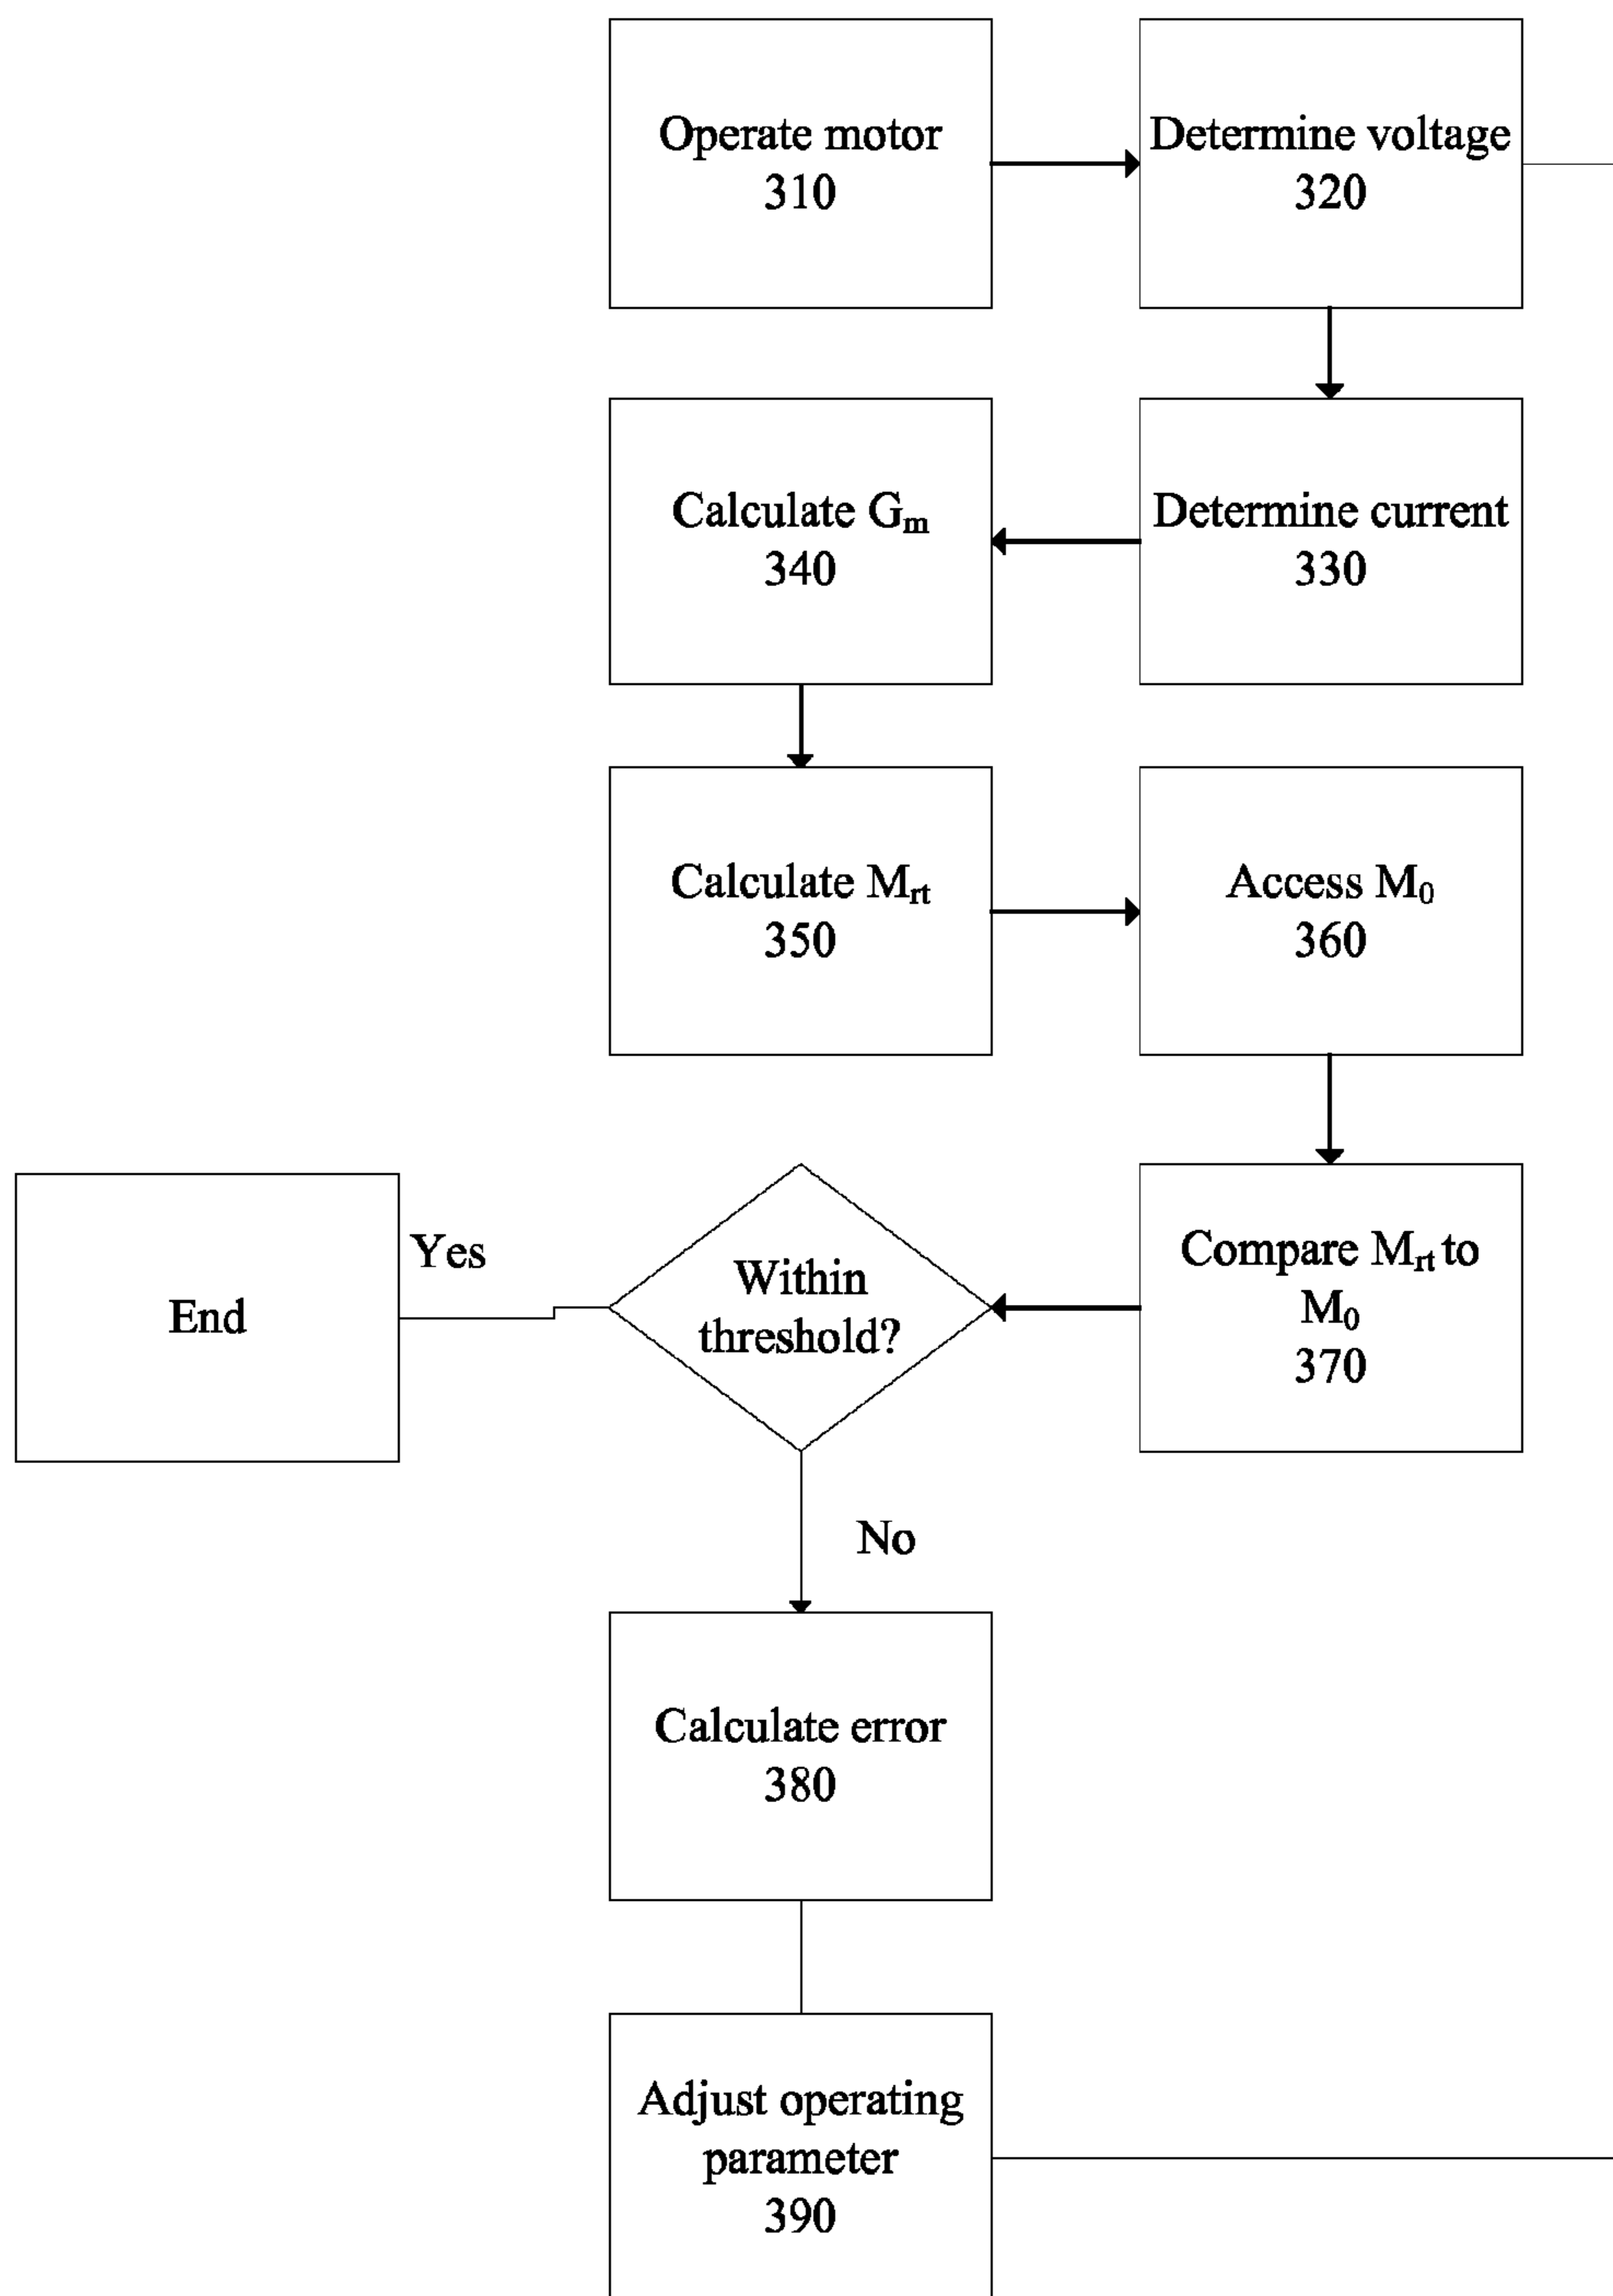 Operate motor
310
Determine voltage
320
Calculate Gm
340
Determine current
330
Calculate Mrt
350
Access M0
360
End
Yes
Within
threshold?
Compare Mrt to
M0
370
No
Calculate error
380
Adjust operating
parameter
390